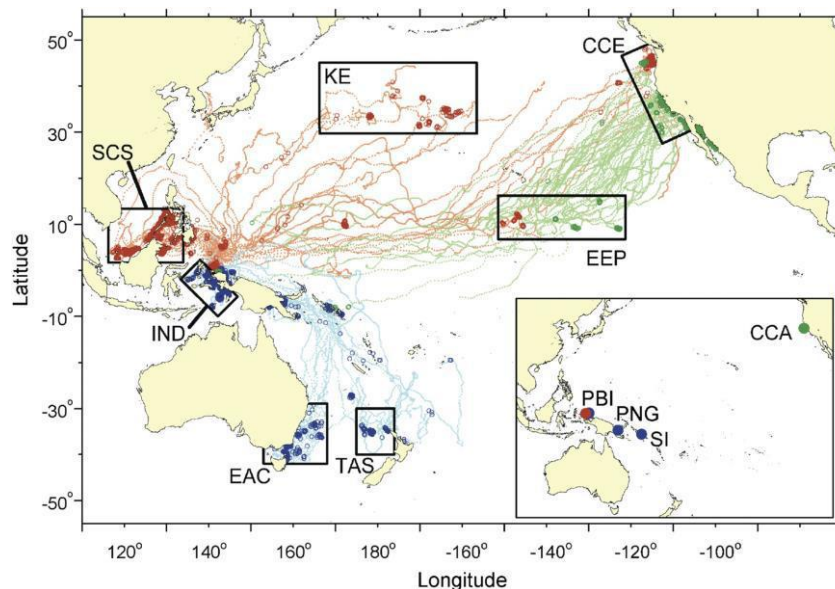 50°
30°
10°
-10°
-30°
-50°
Latitude
KE
CCE
SCS
EEP
IND
EAC
TAS
CCA
PBI
PNG
SI
120° 140° 160° 180° -160° -140° -120° -100°
Longitude